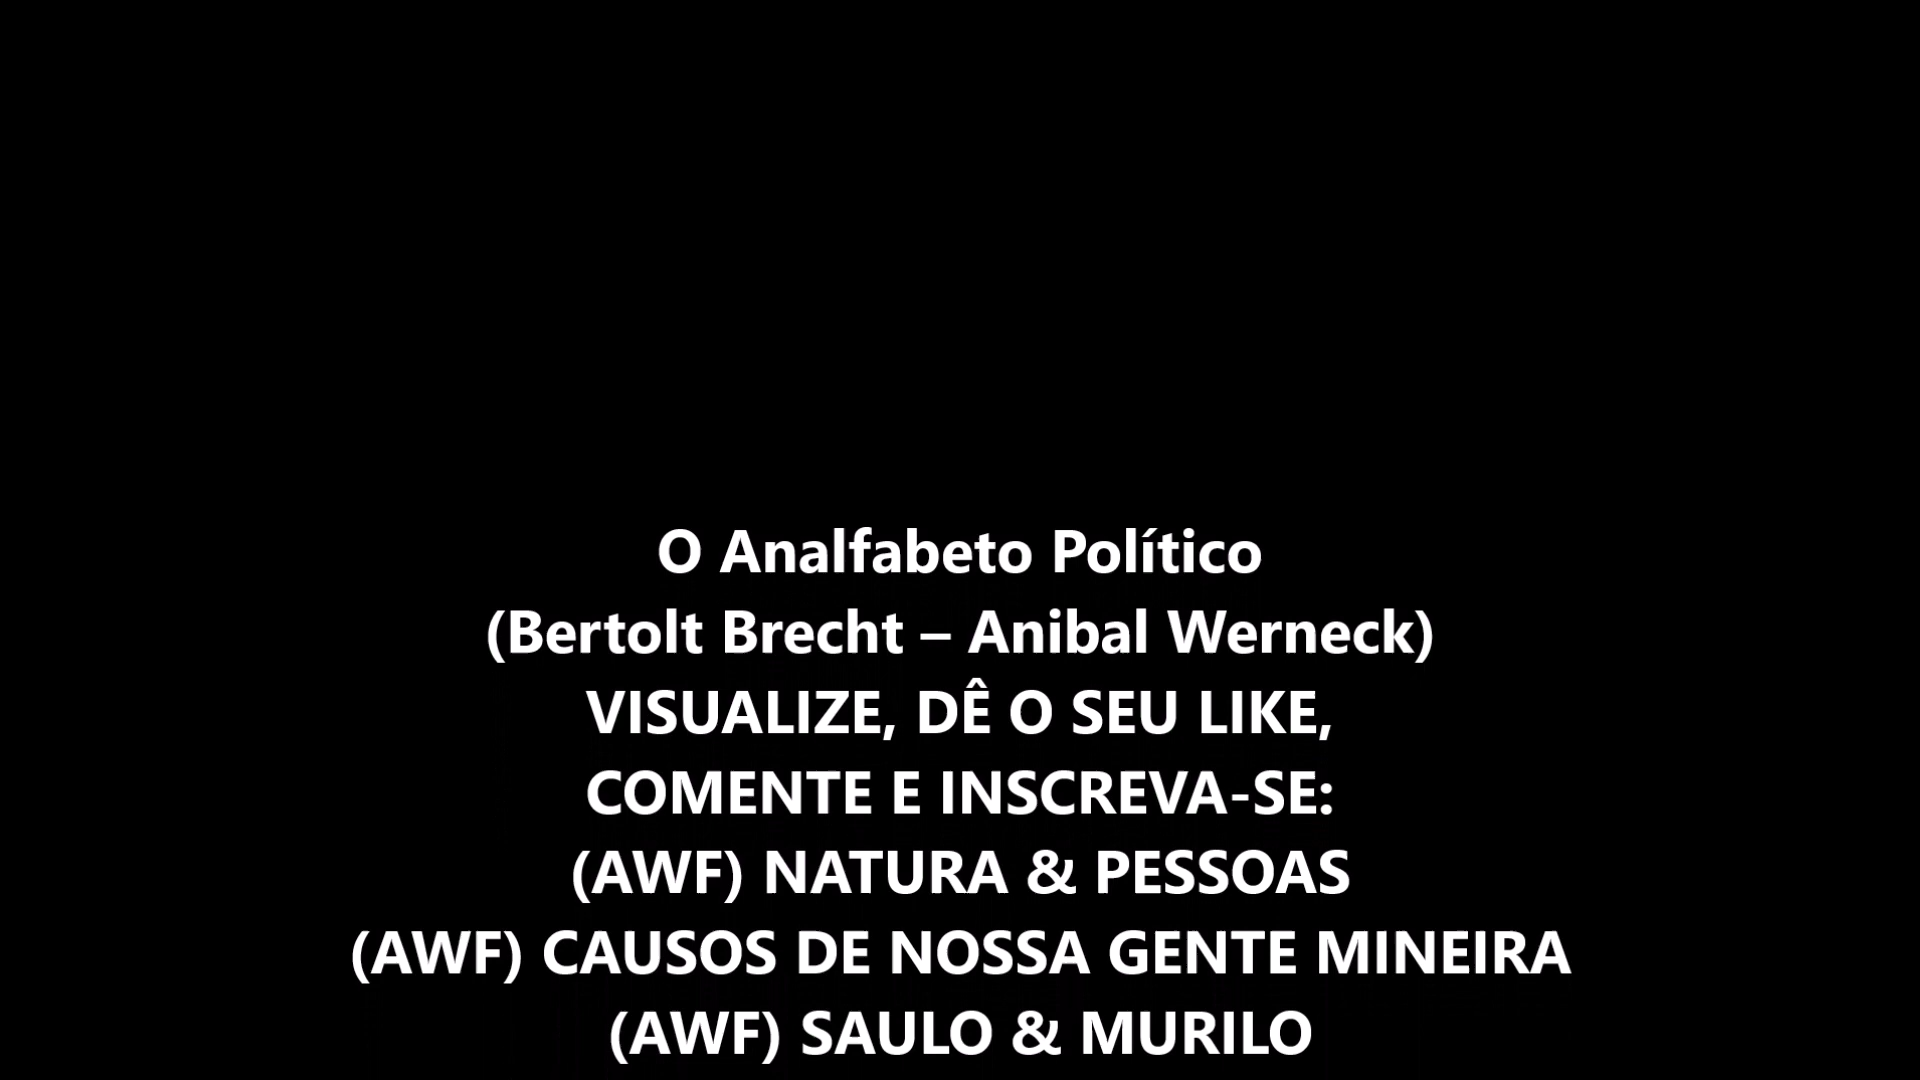 O Analfabeto Político
(Bertolt Brecht – Anibal Werneck)
VISUALIZE, DÊ O SEU LIKE,
COMENTE E INSCREVA-SE:
(AWF) NATURA & PESSOAS
(AWF) CAUSOS DE NOSSA GENTE MINEIRA
(AWF) SAULO & MURILO